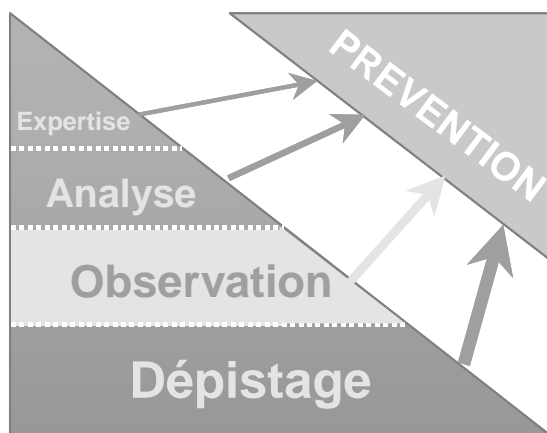 PREVENTION
Expertise
Analyse
Observation
Dépistage